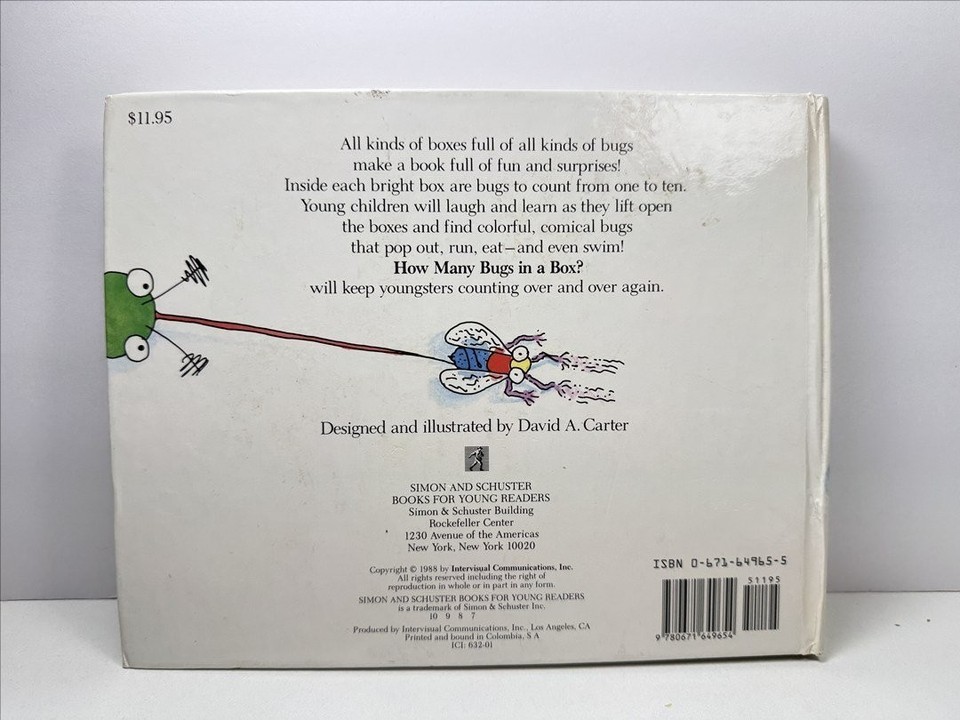 $11.95
All kinds of boxes full of all kinds of bugs
make a book full of fun and surprises!
Inside each bright box are bugs to count from one to ten.
Young children will laugh and learn as they lift open
the boxes and find colorful, comical bugs
that pop out, run, eat—and even swim!
How Many Bugs in a Box?
will keep youngsters counting over and over again.
Designed and illustrated by David A. Carter
SIMON AND SCHUSTER
BOOKS FOR YOUNG READERS
Simon & Schuster Building
Rockefeller Center
1230 Avenue of the Americas
New York, New York 10020
Copyright © 1988 by Intervisual Communications, Inc.
All rights reserved including the right of
reproduction in whole or in part in any form.
SIMON AND SCHUSTER BOOKS FOR YOUNG READERS
is a trademark of Simon & Schuster Inc.
10 9 8 7
Produced by Intervisual Communications, Inc., Los Angeles, CA
Printed and bound in Colombia, S A
ICI: 632-01
ISBN 0-671-64965-5
51195
9 780671 649654